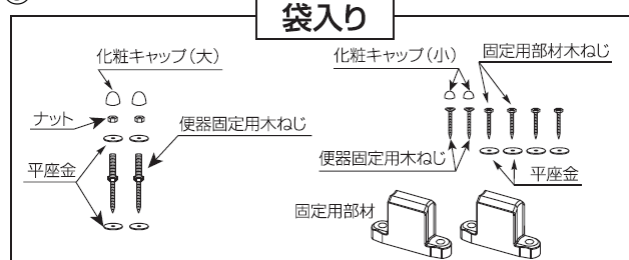 袋入り
化粧キャップ(大)
ナット
便器固定用木ねじ
平座金
化粧キャップ(小)
固定用部材木ねじ
便器固定用木ねじ
平座金
固定用部材